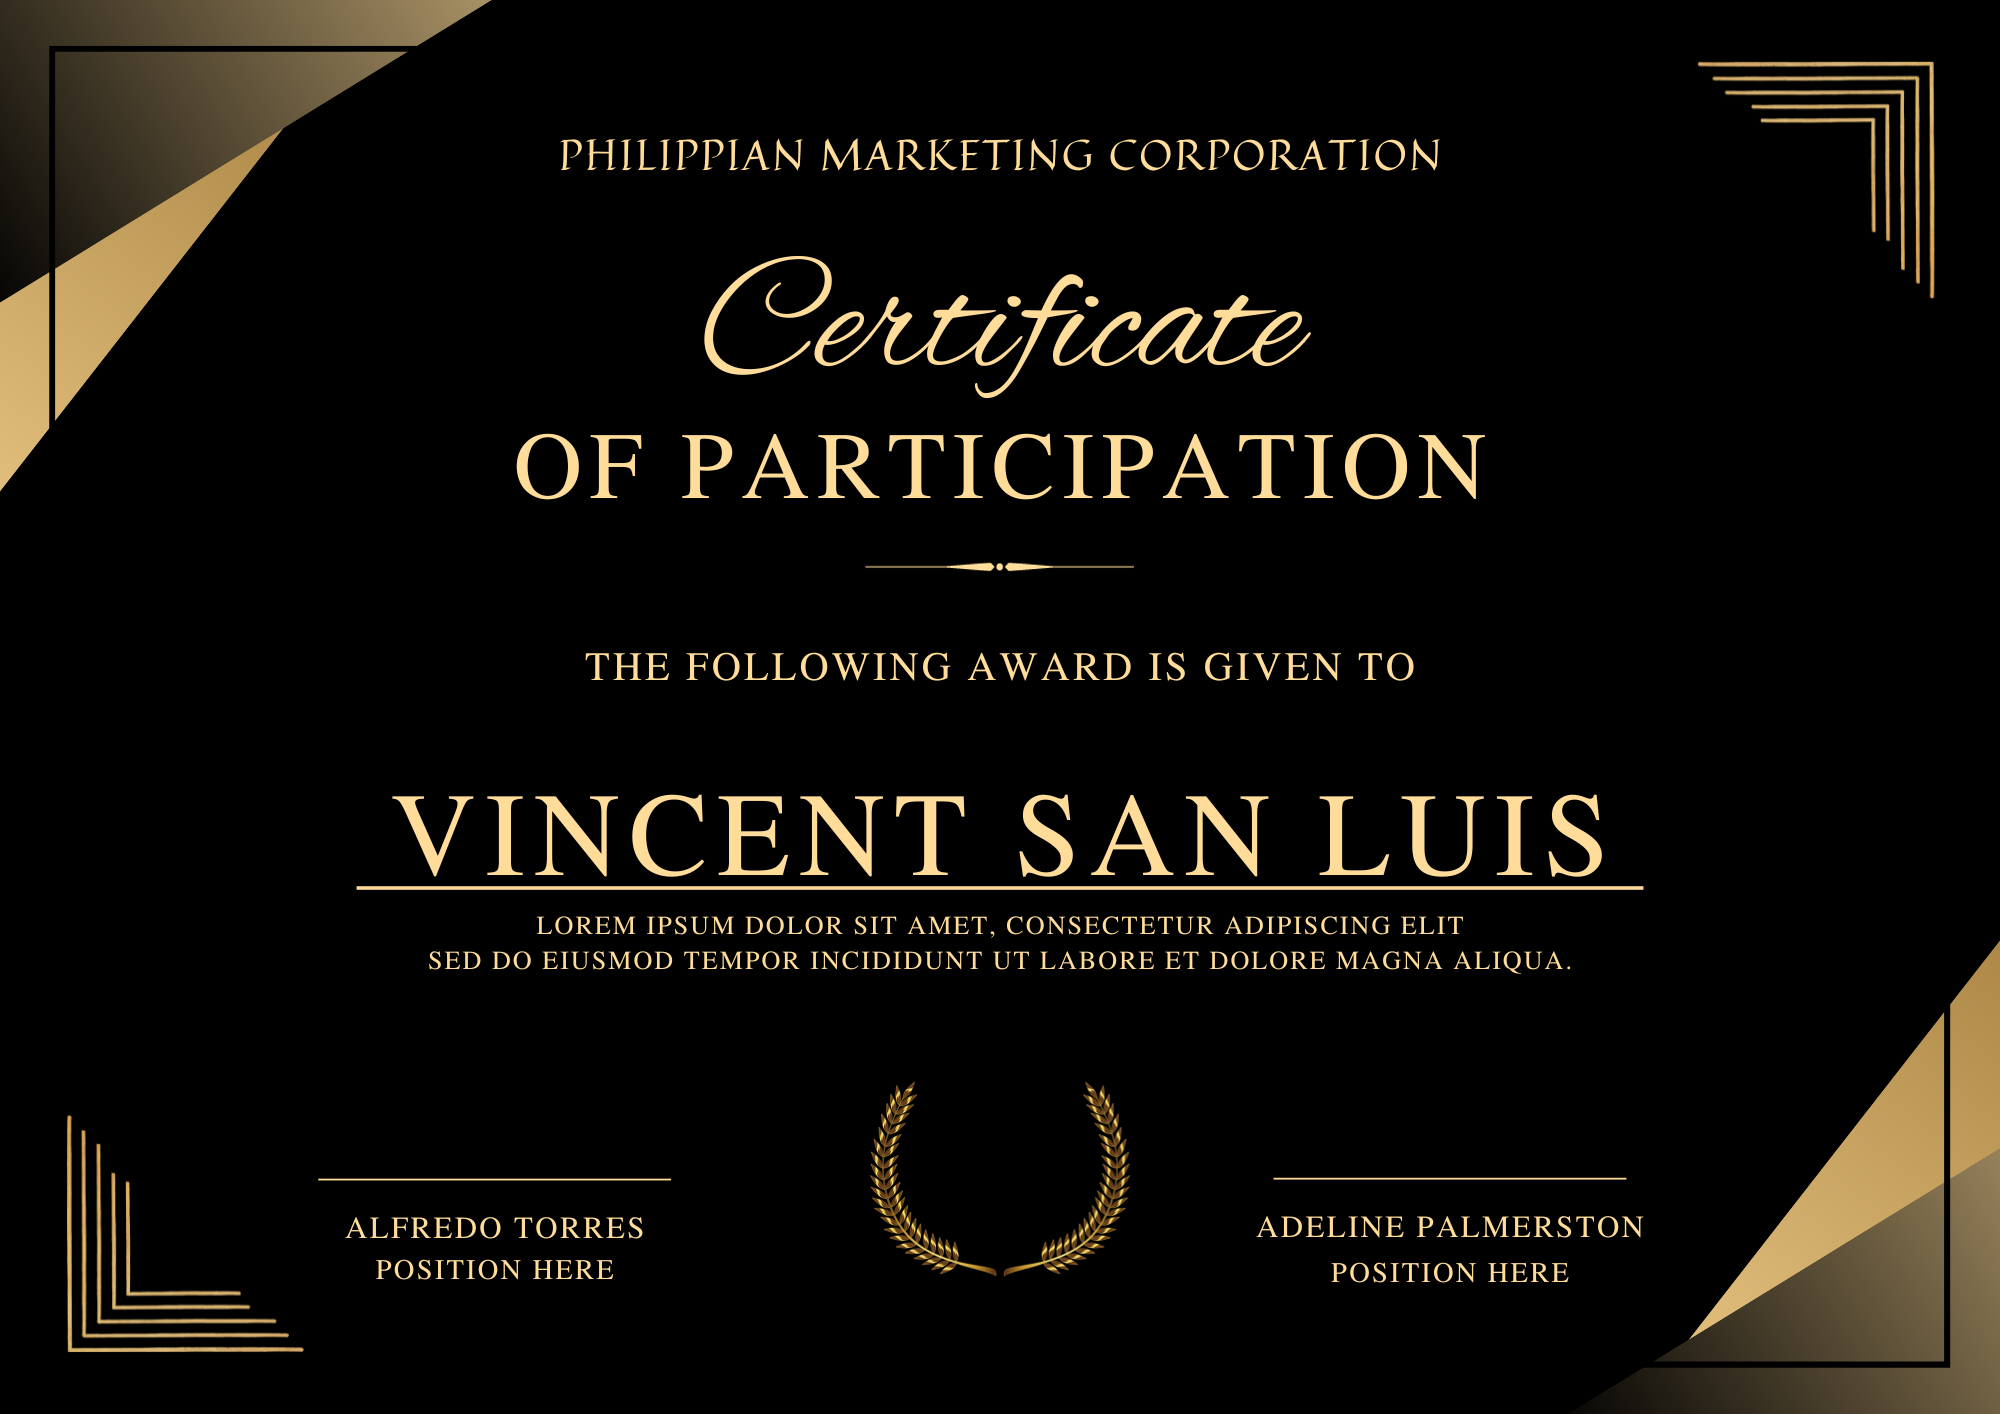 PHILIPPIAN MARKETING CORPORATION
Certificate
OF PARTICIPATION
THE FOLLOWING AWARD IS GIVEN TO
VINCENT SAN LUIS
LOREM IPSUM DOLOR SIT AMET, CONSECTETUR ADIPISCING ELIT
SED DO EIUSMOD TEMPOR INCIDIDUNT UT LABORE ET DOLORE MAGNA ALIQUA.
ALFREDO TORRES
POSITION HERE
ADELINE PALMERSTON
POSITION HERE